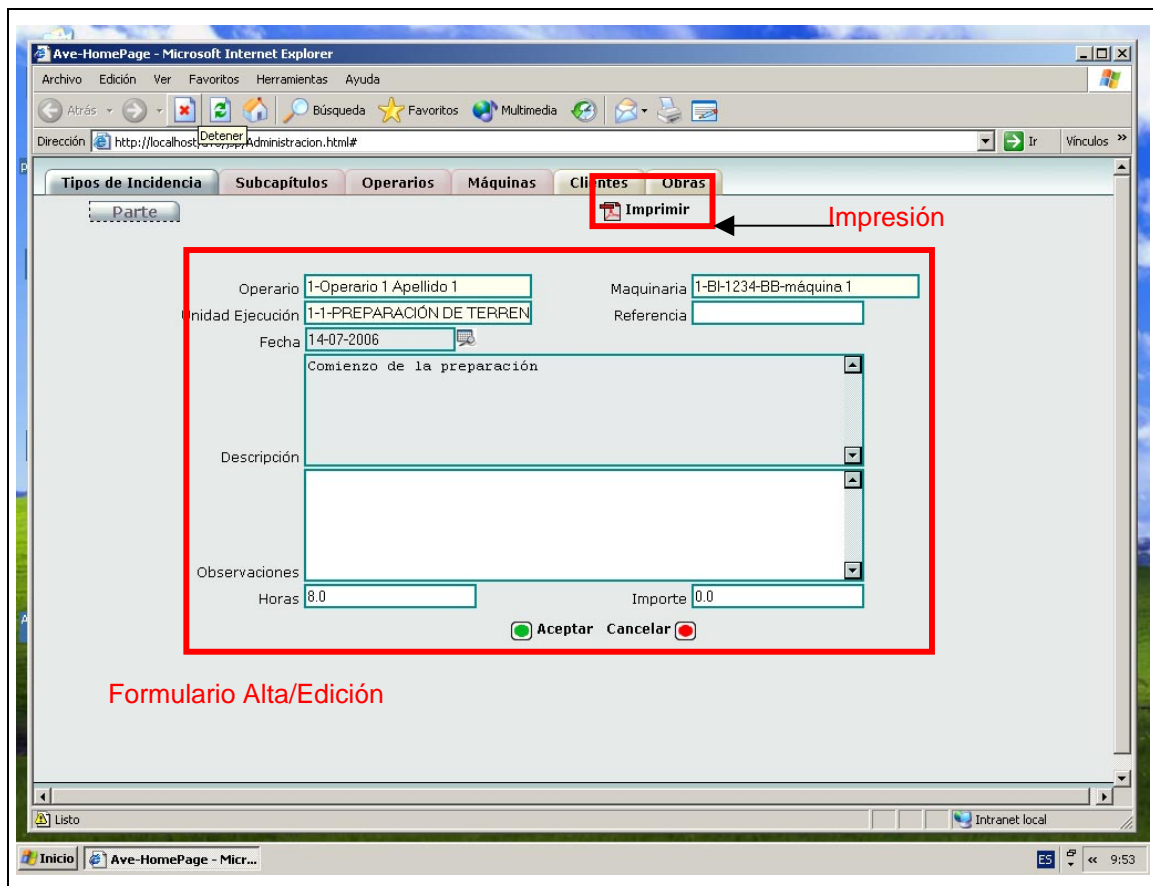 Ave-HomePage - Microsoft Internet Explorer
Archivo Edición Ver Favoritos Herramientas Ayuda
Atrás Búsqueda Favoritos Multimedia
Detener
Dirección http://localhost Administracion.html# Ir Vínculos »
Tipos de Incidencia Subcapítulos Operarios Máquinas Clientes Obras
Parte Imprimir
Impresión
Operario 1-Operario 1 Apellido 1 Maquinaria 1-BI-1234-BB-máquina 1
Unidad Ejecución 1-1-PREPARACIÓN DE TERREN Referencia
Fecha 14-07-2006
Comienzo de la preparación
Descripción
Observaciones
Horas 8.0 Importe 0.0
Aceptar Cancelar
Formulario Alta/Edición
Listo Intranet local
Inicio Ave-HomePage - Micr... ES « 9:53